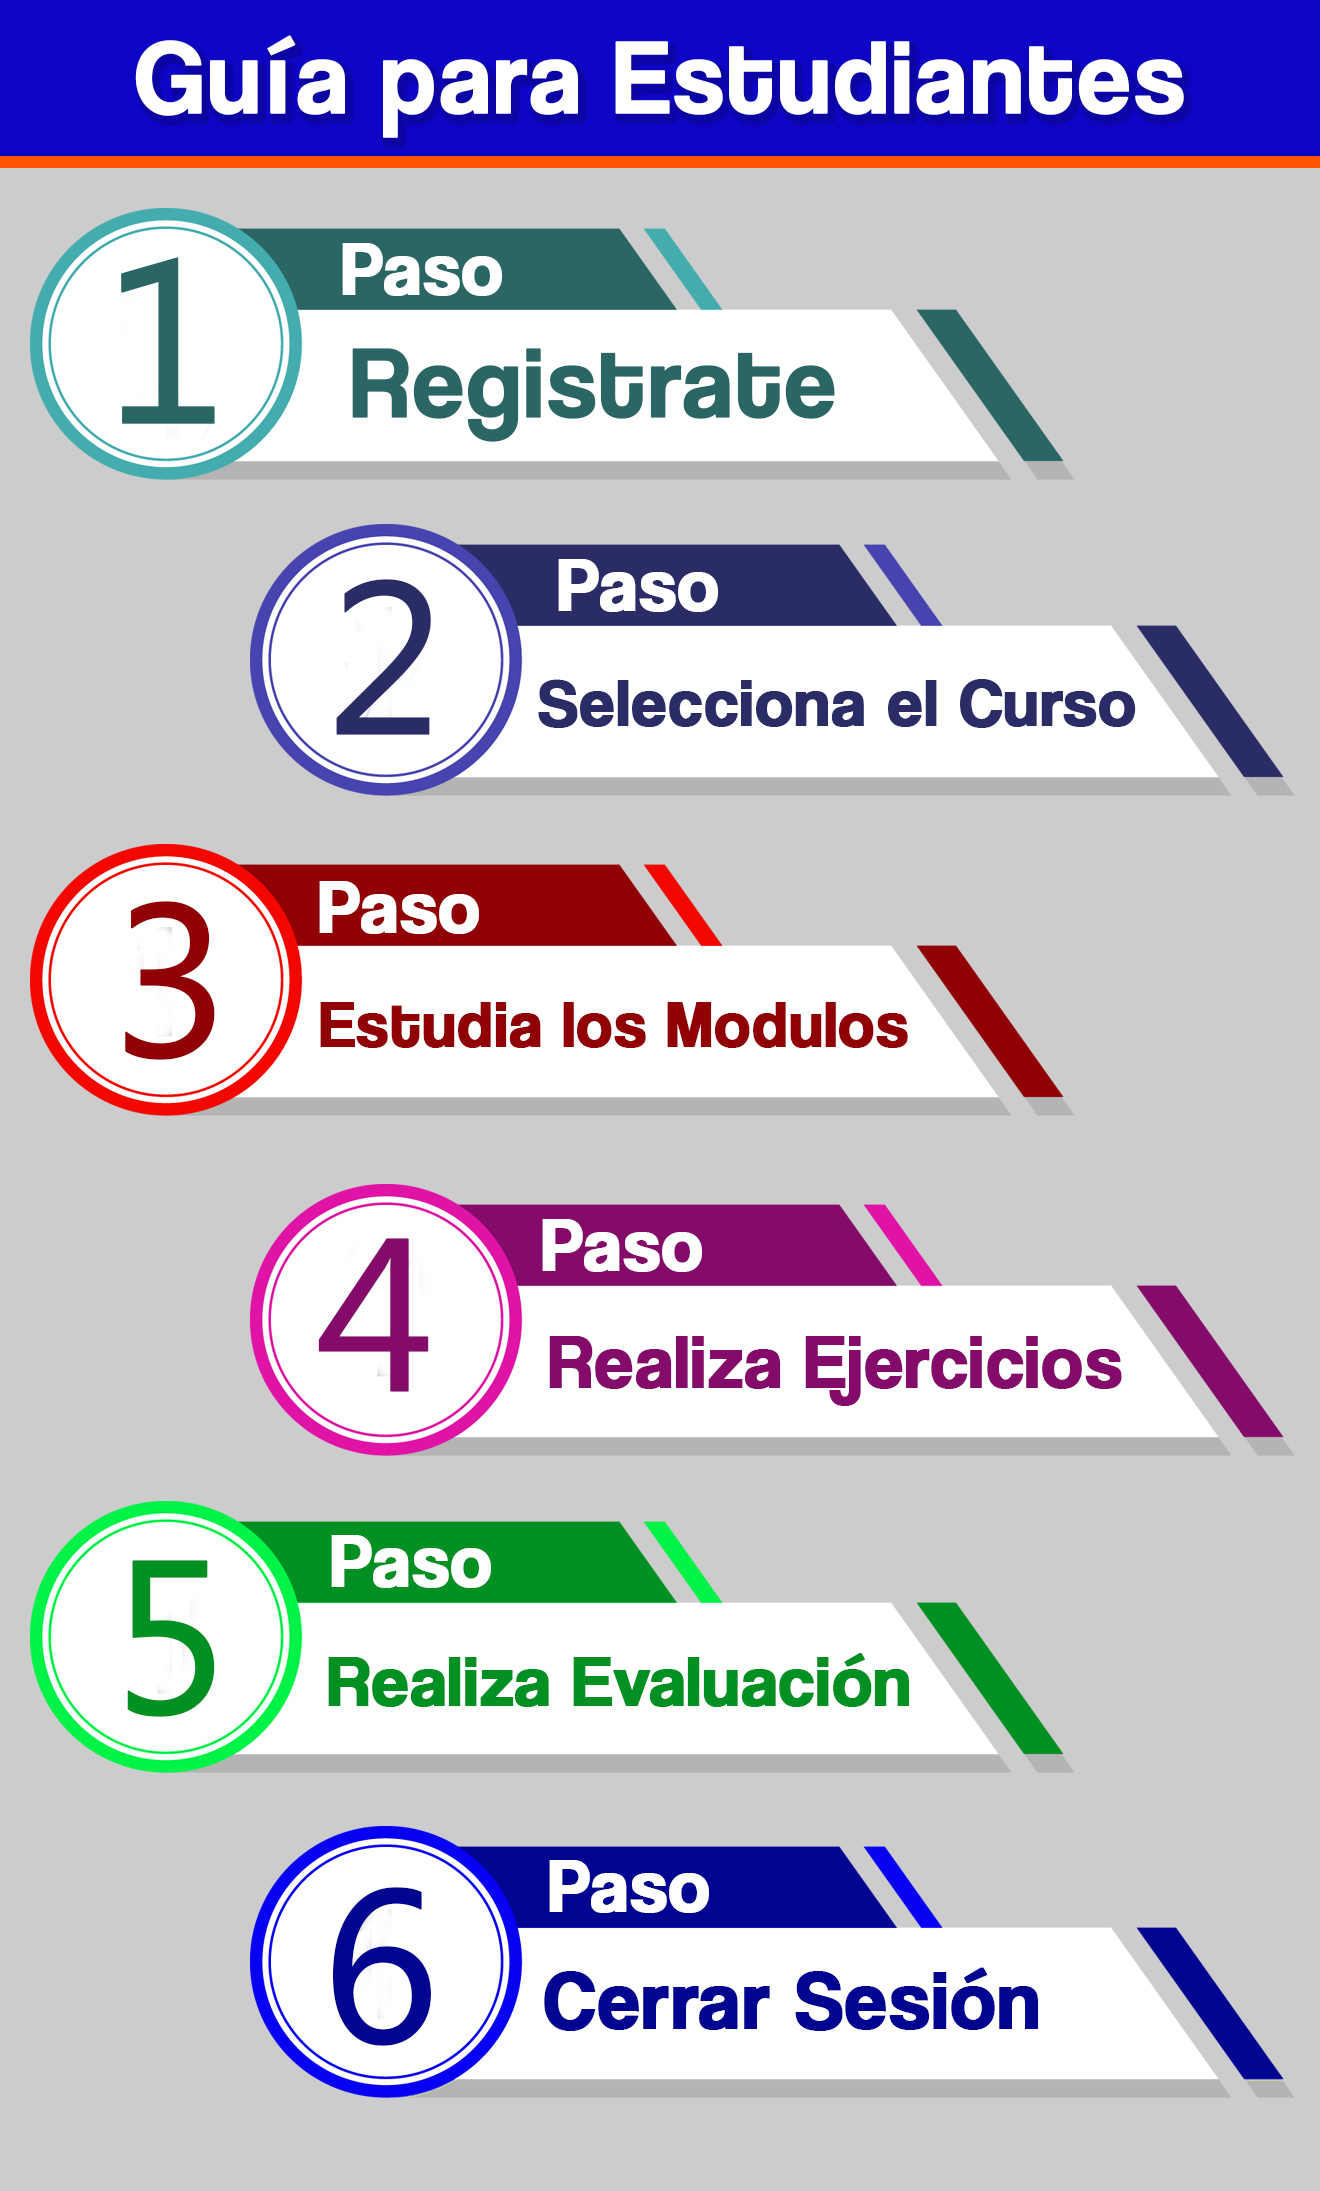 Guía para Estudiantes
1
Paso
Registrate
2
Paso
Selecciona el Curso
3
Paso
Estudia los Modulos
4
Paso
Realiza Ejercicios
5
Paso
Realiza Evaluación
6
Paso
Cerrar Sesión